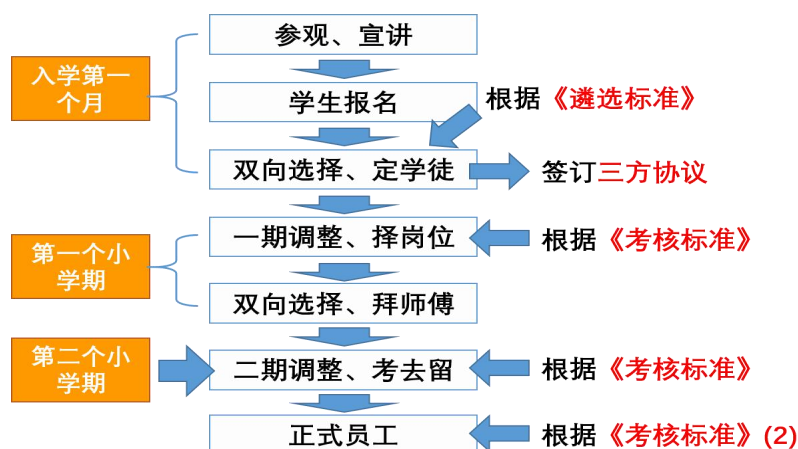 参观、宣讲
入学第一
个月
学生报名
根据《遴选标准》
双向选择、定学徒
签订三方协议
一期调整、择岗位
根据《考核标准》
第一个小
学期
双向选择、拜师傅
第二个小
学期
二期调整、考去留
根据《考核标准》
正式员工
根据《考核标准》(2)